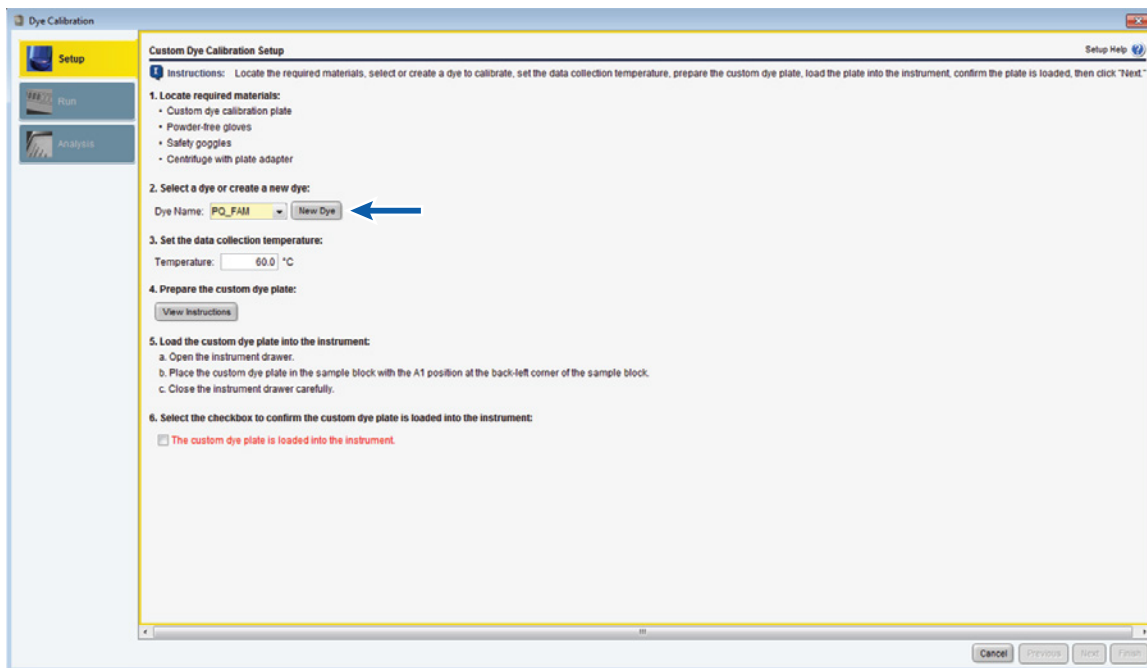 Dye Calibration
Setup
Run
Analysis
Custom Dye Calibration Setup
Setup Help
Instructions: Locate the required materials, select or create a dye to calibrate, set the data collection temperature, prepare the custom dye plate, load the plate into the instrument, confirm the plate is loaded, then click "Next."
1. Locate required materials:
• Custom dye calibration plate
• Powder-free gloves
• Safety goggles
• Centrifuge with plate adapter
2. Select a dye or create a new dye:
Dye Name: PQ_FAM New Dye
3. Set the data collection temperature:
Temperature: 60.0 °C
4. Prepare the custom dye plate:
View Instructions
5. Load the custom dye plate into the instrument:
a. Open the instrument drawer.
b. Place the custom dye plate in the sample block with the A1 position at the back-left corner of the sample block.
c. Close the instrument drawer carefully.
6. Select the checkbox to confirm the custom dye plate is loaded into the instrument:
The custom dye plate is loaded into the instrument.
Cancel Previous Next Finish